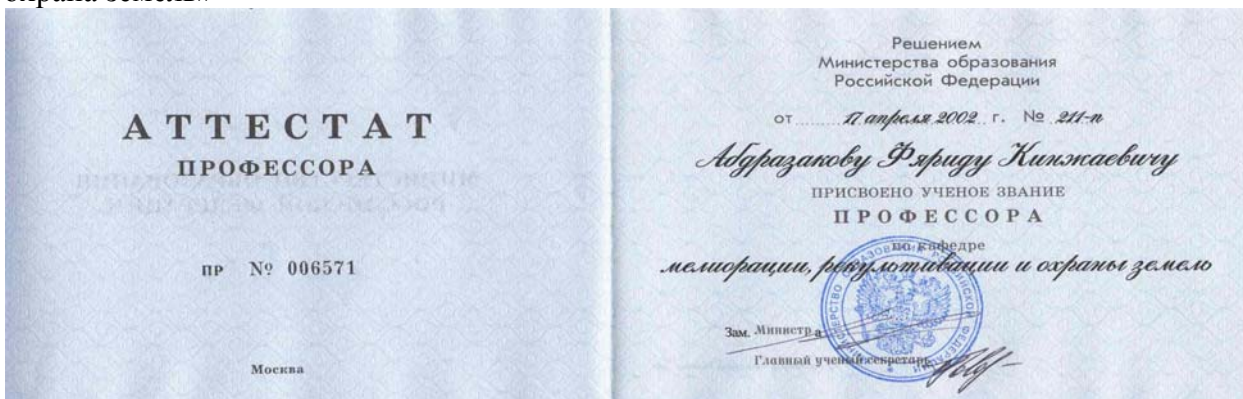 охрана земель»
АТТЕСТАТ
ПРОФЕССОРА
ПР № 006571
Москва
Решением
Министерства образования
Российской Федерации
от 17 апреля 2002 г. № 211-п
Абдразакову Фяриду Кинжаевичу
ПРИСВОЕНО УЧЕНОЕ ЗВАНИЕ
ПРОФЕССОРА
по кафедре
мелиорации, рекультивации и охраны земель
Зам. Министра
Главный ученый секретарь